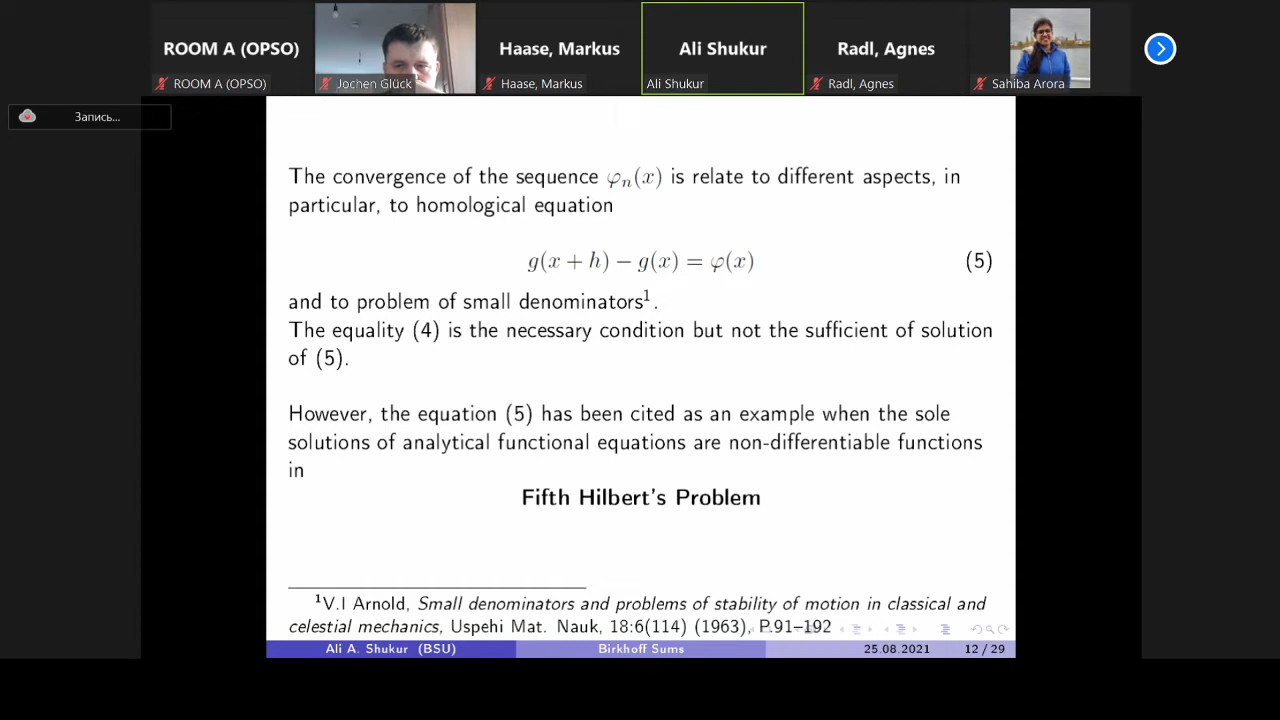 ROOM A (OPSO)
Haase, Markus
Ali Shukur
Radl, Agnes
ROOM A (OPSO)
Jochen Glück
Haase, Markus
Ali Shukur
Radl, Agnes
Sahiba Arora
Запись...
The convergence of the sequence φₙ(x) is relate to different aspects, in
particular, to homological equation
g(x + h) − g(x) = φ(x) (5)
and to problem of small denominators¹.
The equality (4) is the necessary condition but not the sufficient of solution
of (5).
However, the equation (5) has been cited as an example when the sole
solutions of analytical functional equations are non-differentiable functions
in
Fifth Hilbert's Problem
¹V.I Arnold, Small denominators and problems of stability of motion in classical and
celestial mechanics, Uspehi Mat. Nauk, 18:6(114) (1963), P.91–192
Ali A. Shukur (BSU) Birkhoff Sums 25.08.2021 12 / 29